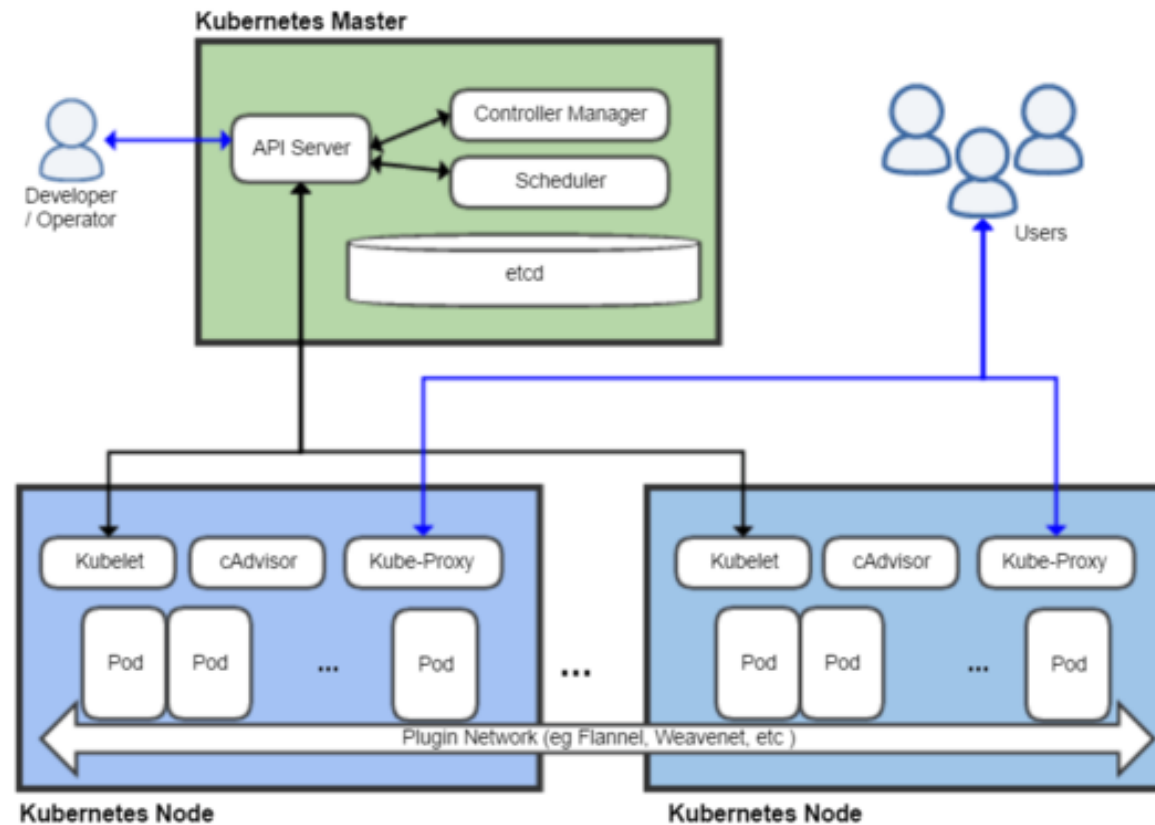 Kubernetes Master
Developer
/ Operator
API Server
Controller Manager
Scheduler
etcd
Users
Kubelet
cAdvisor
Kube-Proxy
Pod
Pod
...
Pod
...
Kubelet
cAdvisor
Kube-Proxy
Pod
Pod
...
Pod
Plugin Network (eg Flannel, Weavenet, etc )
Kubernetes Node
Kubernetes Node